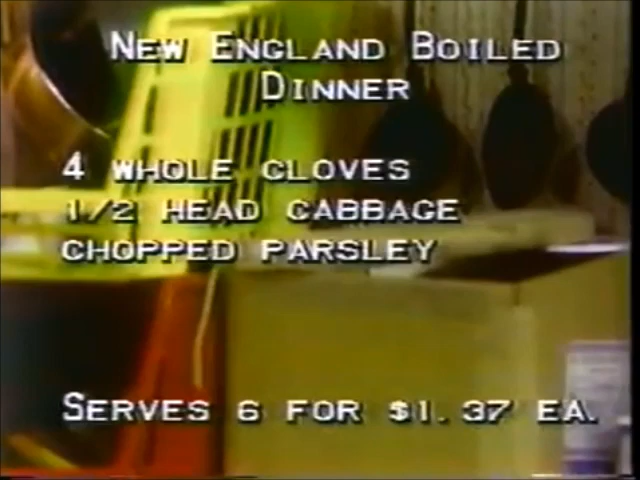 New England Boiled
Dinner
4 whole cloves
1/2 head cabbage
chopped parsley
Serves 6 for $1.37 ea.